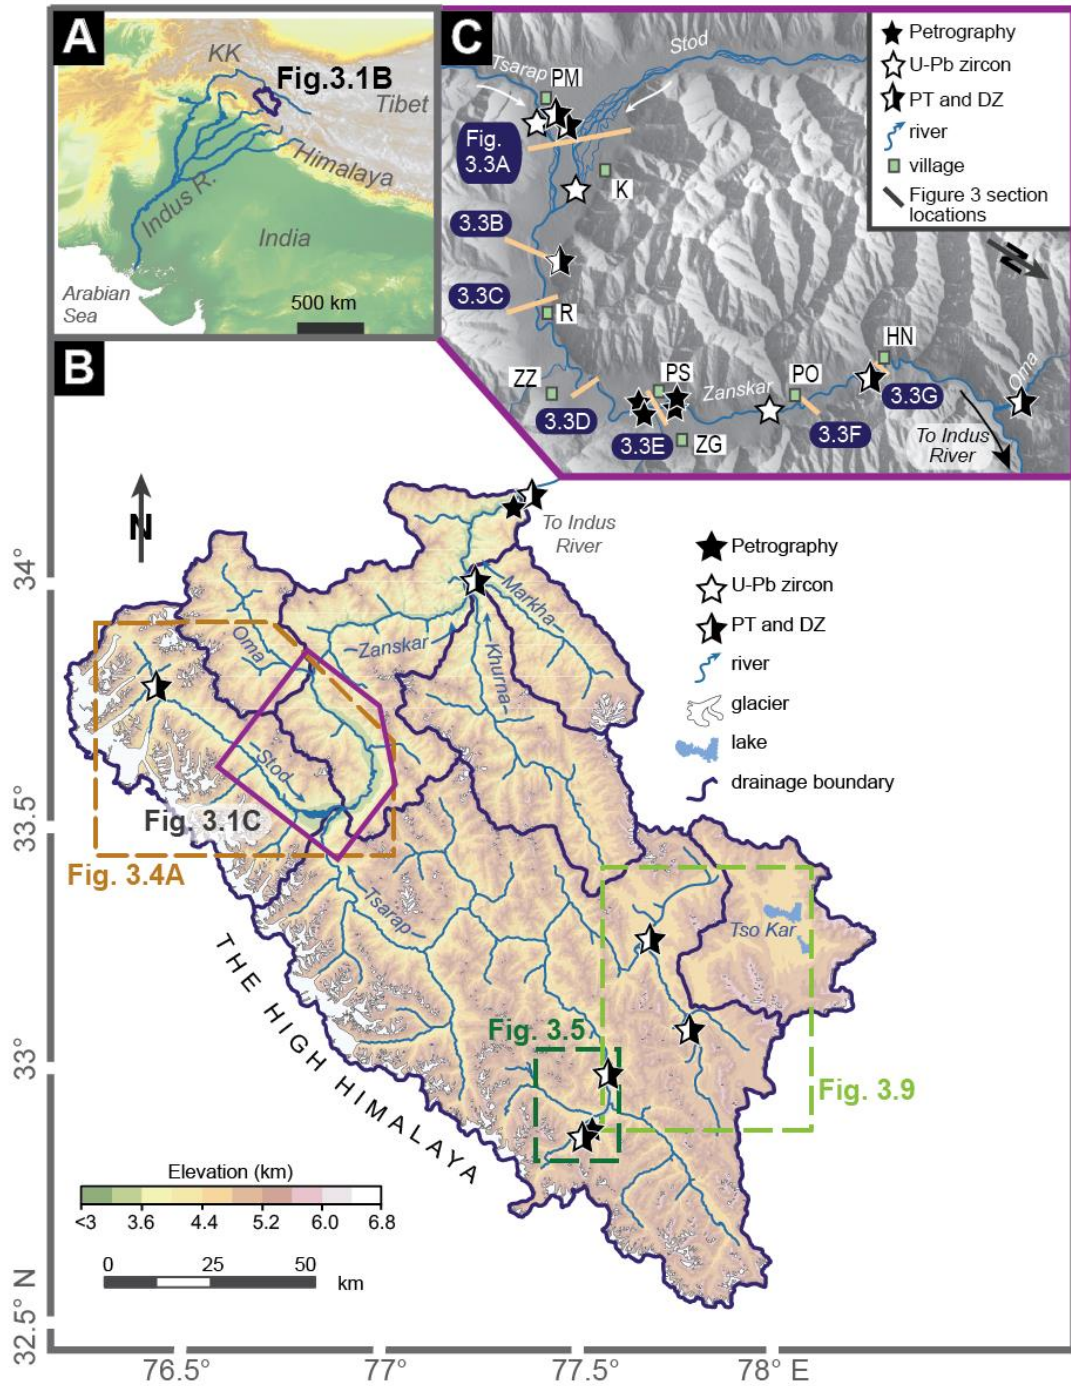 A
KK
Fig.3.1B
Tibet
Himalaya
Indus R.
India
Arabian
Sea
500 km
C
Stod
Tsarap
PM
Fig.
3.3A
K
3.3B
3.3C
R
ZZ
PS
Zanskar
PO
HN
Oma
3.3D
3.3E
ZG
3.3F
3.3G
To Indus
River
Petrography
U-Pb zircon
PT and DZ
river
village
Figure 3 section
locations
N
B
N
To Indus
River
Markha
Zanskar
Khurna
Oma
Stod
Fig. 3.1C
Fig. 3.4A
Tsarap
Tso Kar
THE HIGH HIMALAYA
Fig. 3.5
Fig. 3.9
Petrography
U-Pb zircon
PT and DZ
river
glacier
lake
drainage boundary
Elevation (km)
<3 3.6 4.4 5.2 6.0 6.8
0 25 50
km
34°
33.5°
33°
32.5° N
76.5° 77° 77.5° 78° E